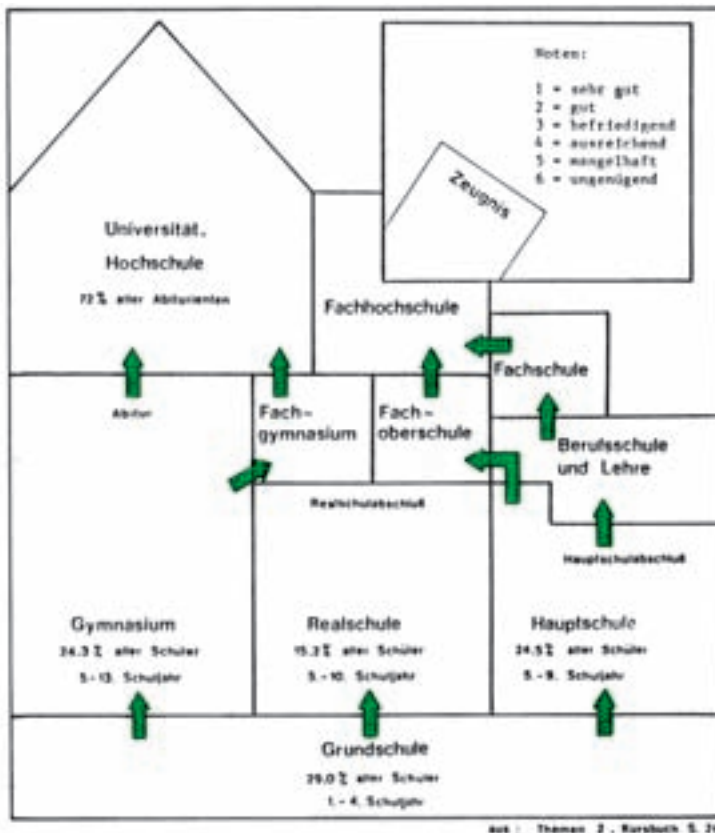 Noten:
1 = sehr gut
2 = gut
3 = befriedigend
4 = ausreichend
5 = mangelhaft
6 = ungenügend
Zeugnis
Universität.
Hochschule
72% aller Abiturienten
Fachhochschule
Fachschule
Abitur
Fach-
gymnasium
Fach-
oberschule
Berufsschule
und Lehre
Realschulabschluß
Hauptschulabschluß
Gymnasium
24.3% aller Schüler
5.-13. Schuljahr
Realschule
15.2% aller Schüler
5.-10. Schuljahr
Hauptschule
24.5% aller Schüler
5.-9. Schuljahr
Grundschule
29.0% aller Schüler
1.-4. Schuljahr
aus: Themen 2, Kursbuch S.